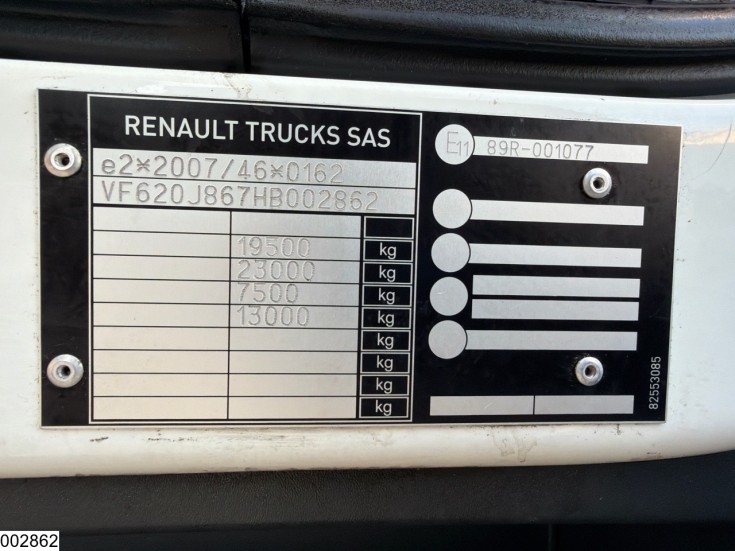 RENAULT TRUCKS SAS
e2*2007/46*0162
VF620J867HB002862
19500 kg
23000 kg
7500 kg
13000 kg
kg
kg
kg
kg
E11 89R-001077
82553085
002862